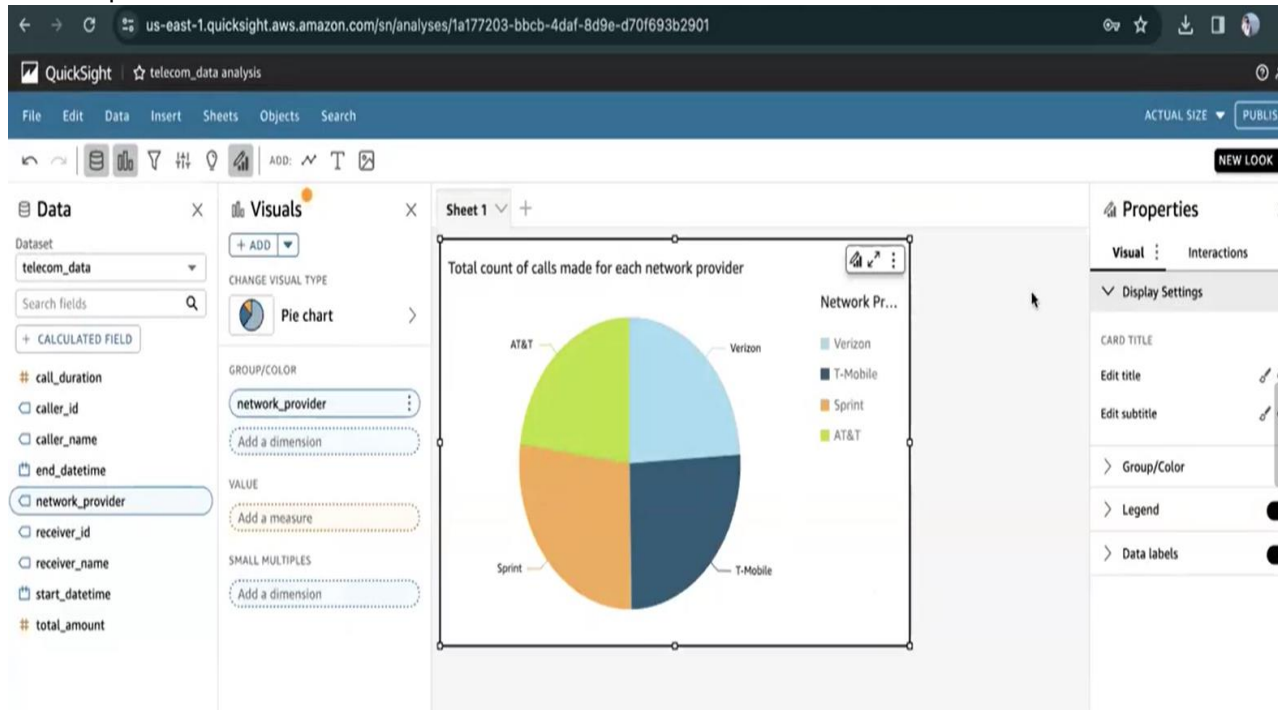 us-east-1.quicksight.aws.amazon.com/sn/analyses/1a177203-bbcb-4daf-8d9e-d70f693b2901
QuickSight telecom_data analysis
File Edit Data Insert Sheets Objects Search ACTUAL SIZE PUBLIS
ADD: T NEW LOOK
Data
Dataset
telecom_data
Search fields
+ CALCULATED FIELD
# call_duration
caller_id
caller_name
end_datetime
network_provider
receiver_id
receiver_name
start_datetime
# total_amount
Visuals
+ ADD
CHANGE VISUAL TYPE
Pie chart
GROUP/COLOR
network_provider
Add a dimension
VALUE
Add a measure
SMALL MULTIPLES
Add a dimension
Sheet 1 +
Total count of calls made for each network provider
AT&T
Verizon
Sprint
T-Mobile
Network Pr...
Verizon
T-Mobile
Sprint
AT&T
Properties
Visual Interactions
Display Settings
CARD TITLE
Edit title
Edit subtitle
Group/Color
Legend
Data labels